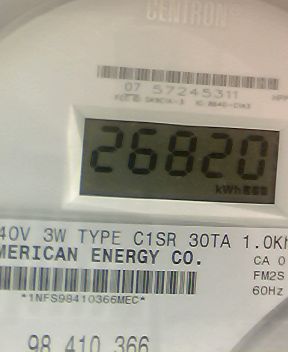 CENTRON®
07 57245311
26820
kWh
40V 3W TYPE C1SR 30TA 1.0Kh
MERICAN ENERGY CO.
CA 0
FM2S
60Hz
*1NFS98410366MEC*
98 410 366